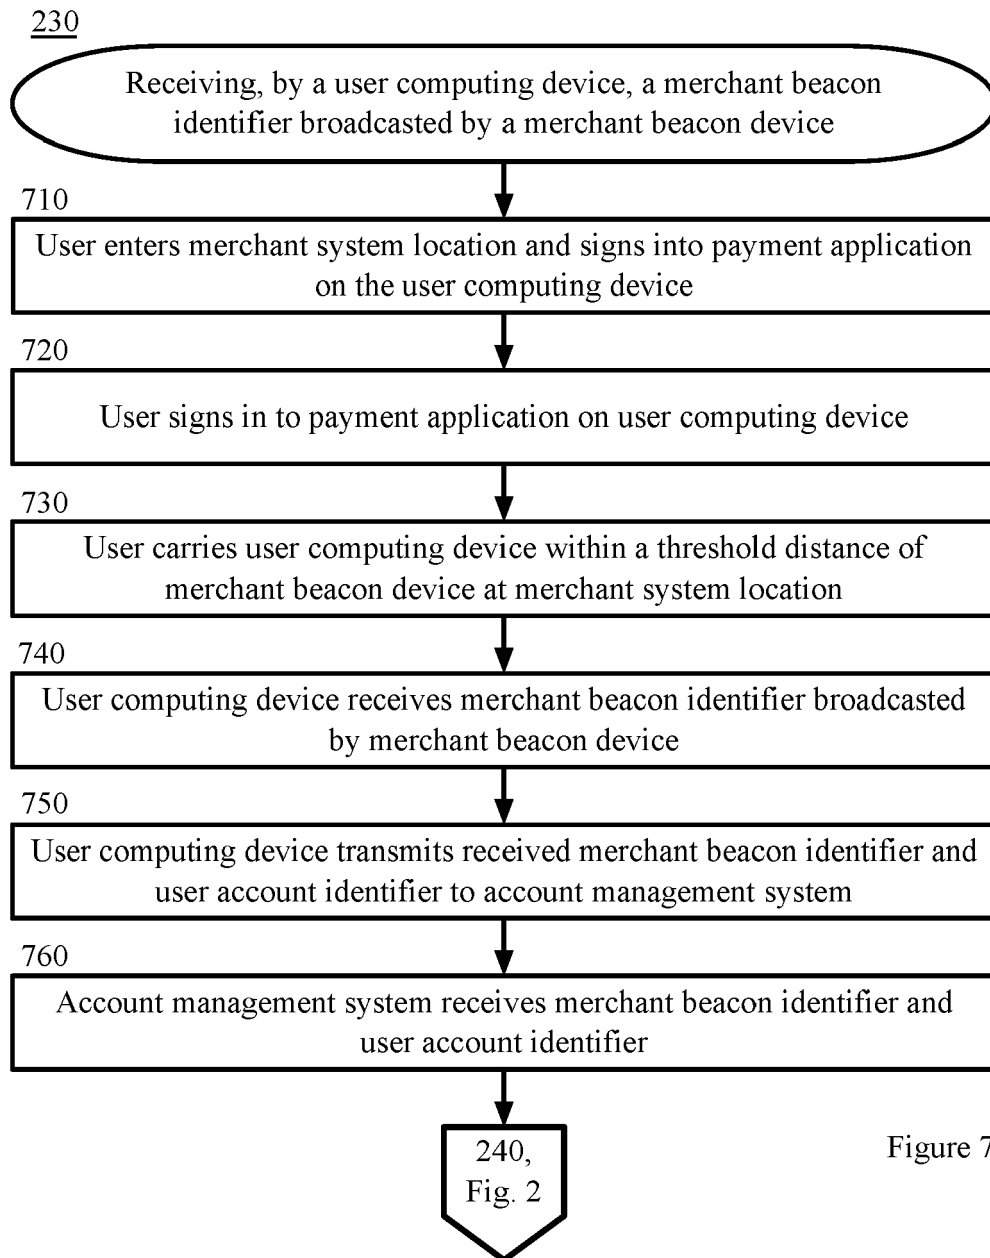 230
Receiving, by a user computing device, a merchant beacon
identifier broadcasted by a merchant beacon device
710
User enters merchant system location and signs into payment application
on the user computing device
720
User signs in to payment application on user computing device
730
User carries user computing device within a threshold distance of
merchant beacon device at merchant system location
740
User computing device receives merchant beacon identifier broadcasted
by merchant beacon device
750
User computing device transmits received merchant beacon identifier and
user account identifier to account management system
760
Account management system receives merchant beacon identifier and
user account identifier
240,
Fig. 2
Figure 7